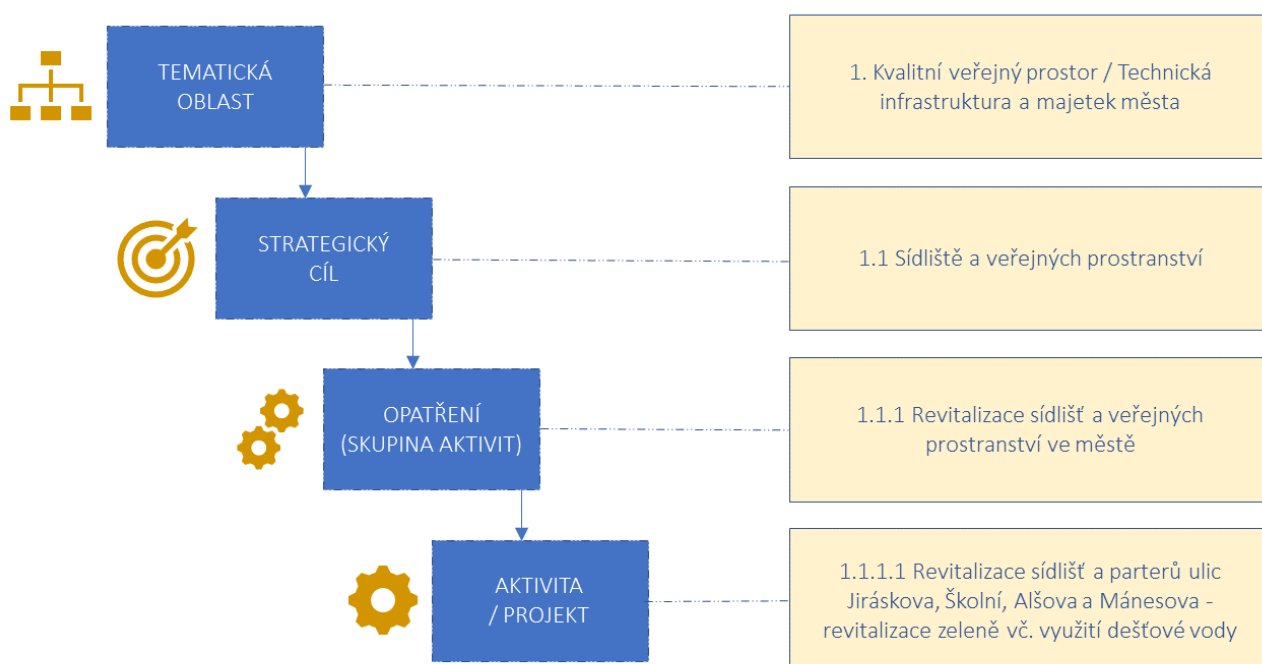 TEMATICKÁ
OBLAST
1. Kvalitní veřejný prostor / Technická
infrastruktura a majetek města
STRATEGICKÝ
CÍL
1.1 Sídliště a veřejných prostranství
OPATŘENÍ
(SKUPINA AKTIVIT)
1.1.1 Revitalizace sídlišť a veřejných
prostranství ve městě
AKTIVITA
/ PROJEKT
1.1.1.1 Revitalizace sídlišť a parterů ulic
Jiráskova, Školní, Alšova a Mánesova -
revitalizace zeleně vč. využití dešťové vody